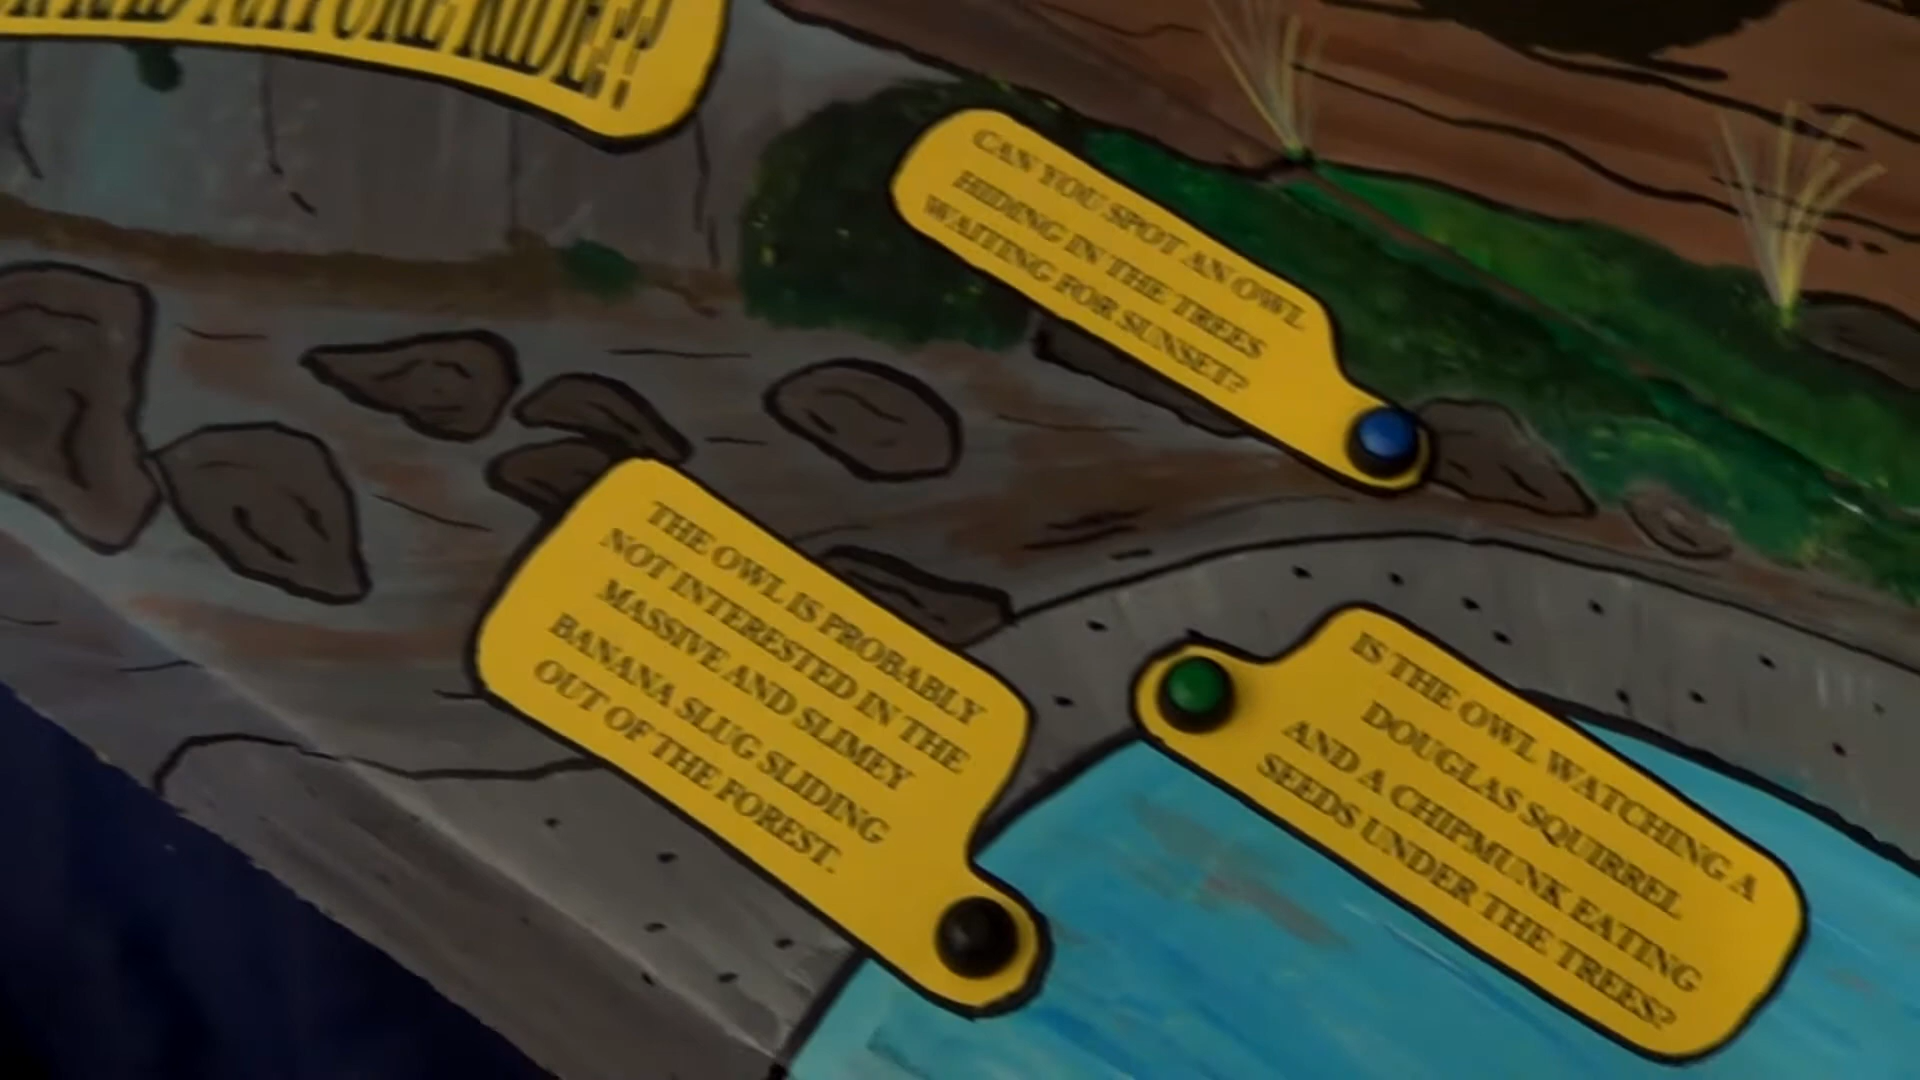 NATURE RIDE??
CAN YOU SPOT AN OWL
HIDING IN THE TREES
WAITING FOR SUNSET?
THE OWL IS PROBABLY
NOT INTERESTED IN THE
MASSIVE AND SLIMEY
BANANA SLUG SLIDING
OUT OF THE FOREST.
IS THE OWL WATCHING A
DOUGLAS SQUIRREL
AND A CHIPMUNK EATING
SEEDS UNDER THE TREES?